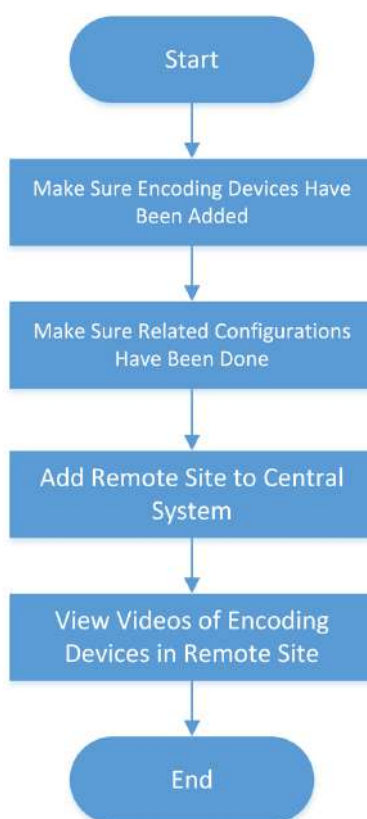 Start
Make Sure Encoding Devices Have
Been Added
Make Sure Related Configurations
Have Been Done
Add Remote Site to Central
System
View Videos of Encoding
Devices in Remote Site
End